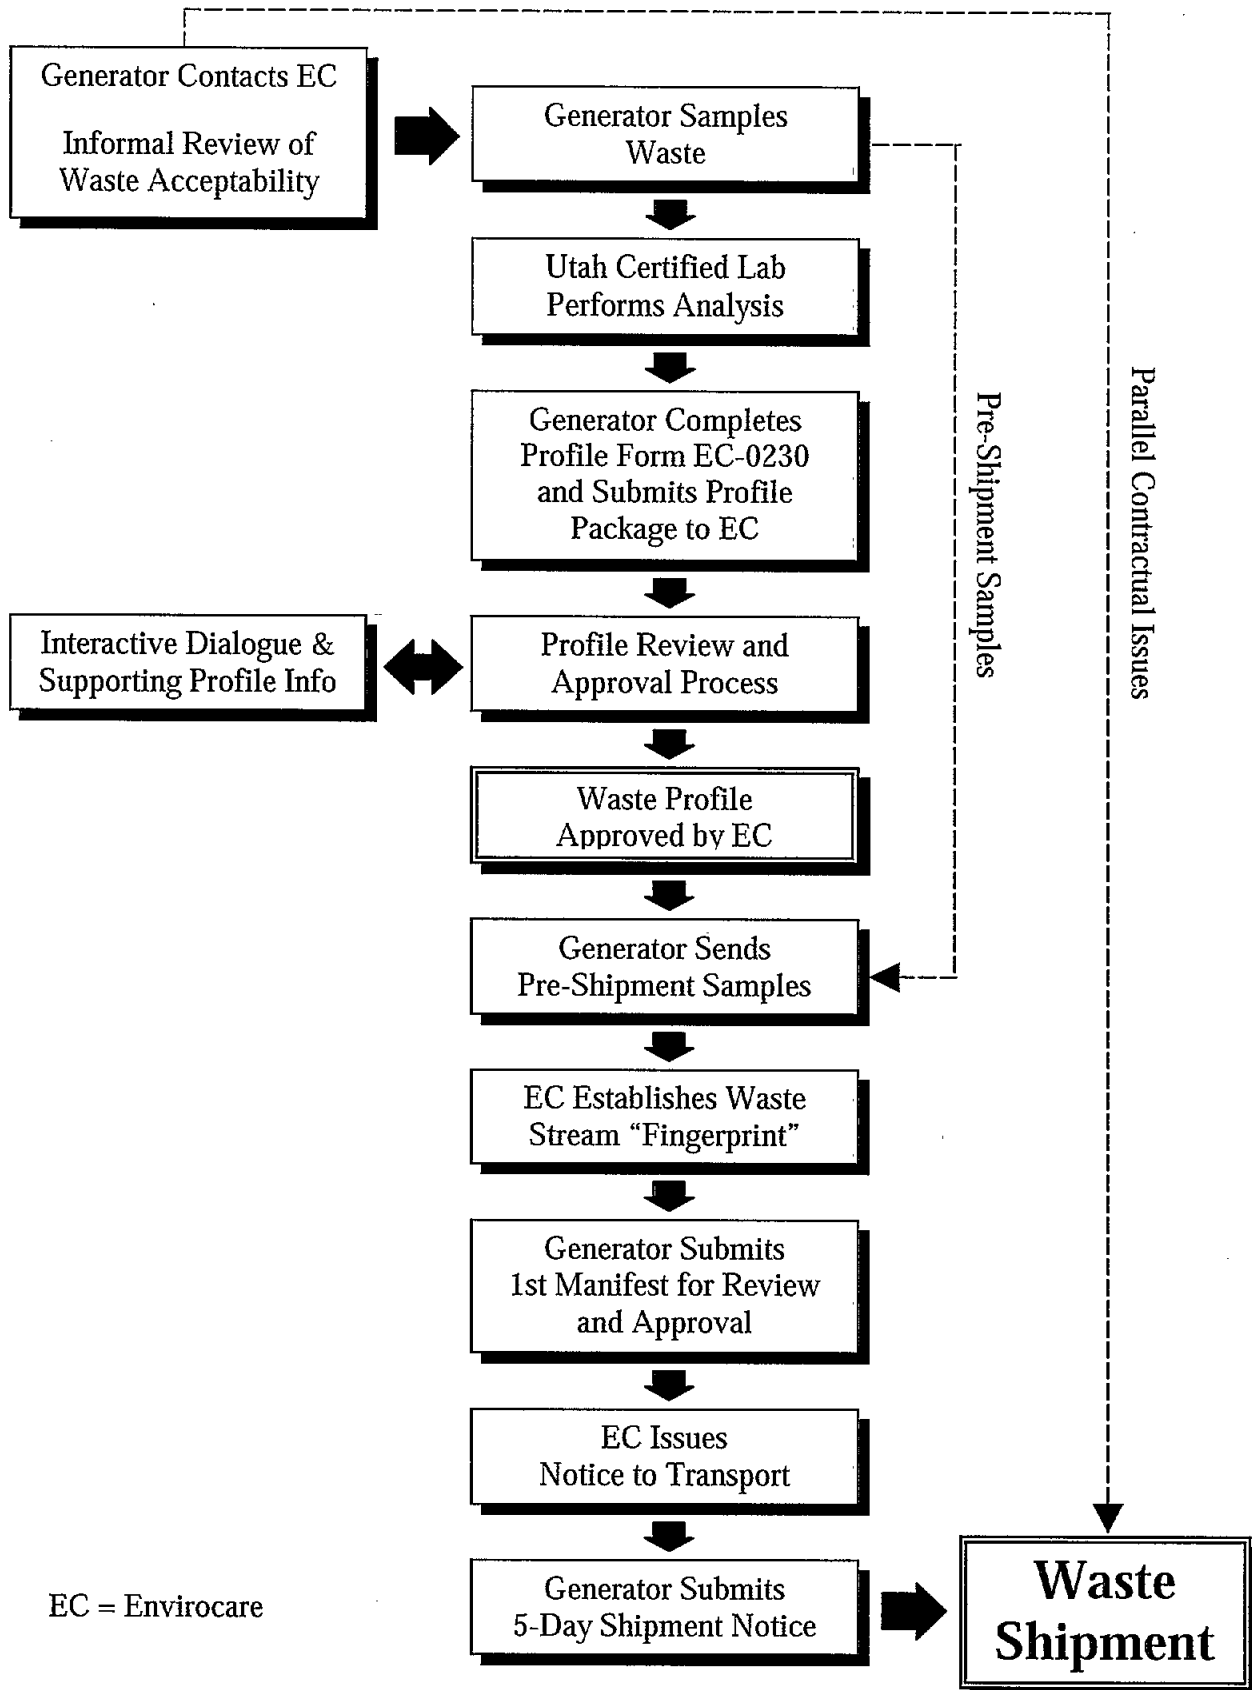 Generator Contacts EC
Informal Review of
Waste Acceptability
Generator Samples
Waste
Utah Certified Lab
Performs Analysis
Generator Completes
Profile Form EC-0230
and Submits Profile
Package to EC
Interactive Dialogue &
Supporting Profile Info
Profile Review and
Approval Process
Waste Profile
Approved by EC
Generator Sends
Pre-Shipment Samples
EC Establishes Waste
Stream “Fingerprint”
Generator Submits
1st Manifest for Review
and Approval
EC Issues
Notice to Transport
Generator Submits
5-Day Shipment Notice
Pre-Shipment Samples
Parallel Contractual Issues
Waste
Shipment
EC = Envirocare